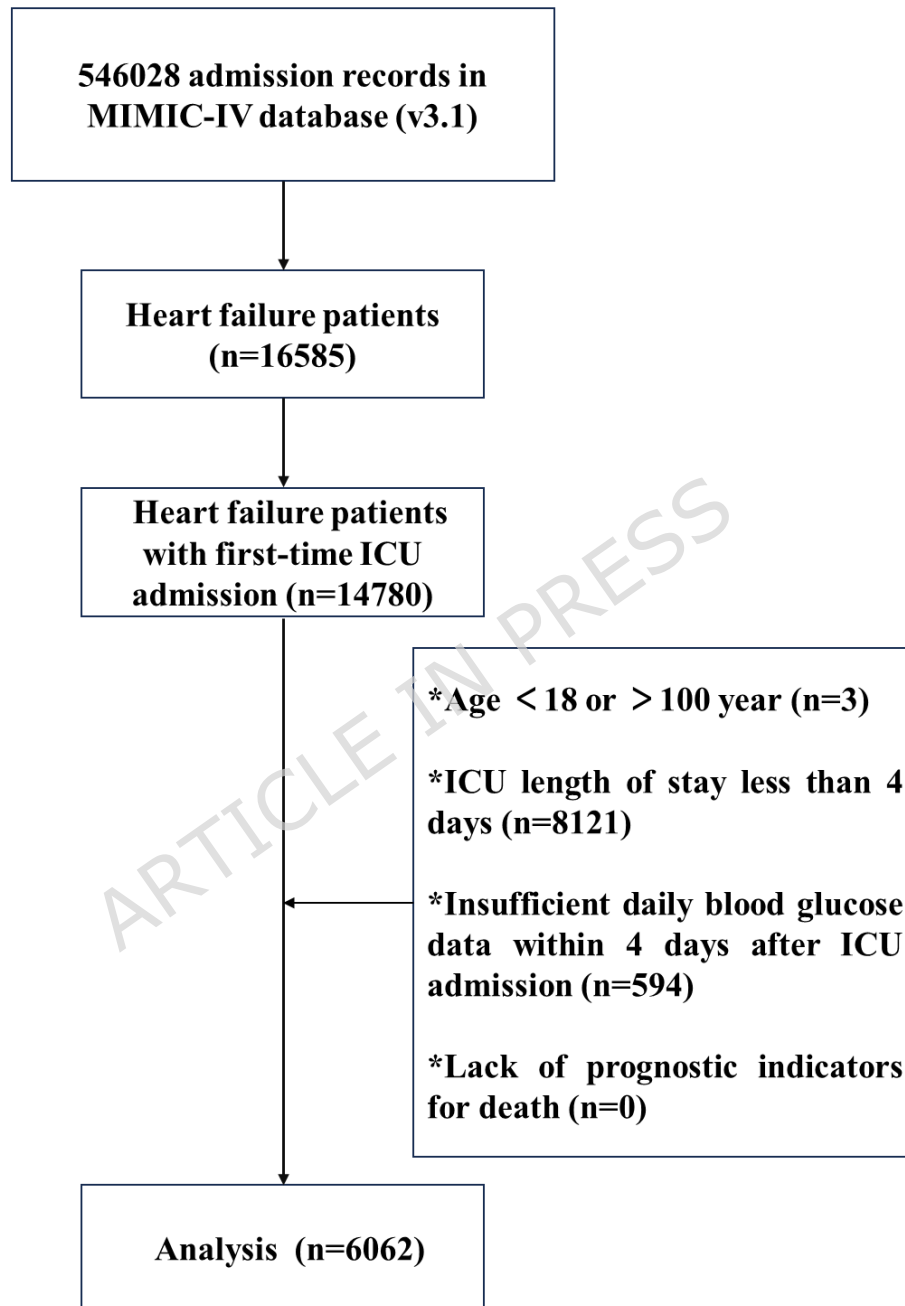 546028 admission records in
MIMIC-IV database (v3.1)
Heart failure patients
(n=16585)
Heart failure patients
with first-time ICU
admission (n=14780)
*Age ＜18 or ＞100 year (n=3)
*ICU length of stay less than 4
days (n=8121)
*Insufficient daily blood glucose
data within 4 days after ICU
admission (n=594)
*Lack of prognostic indicators
for death (n=0)
Analysis (n=6062)
ARTICLE IN PRESS